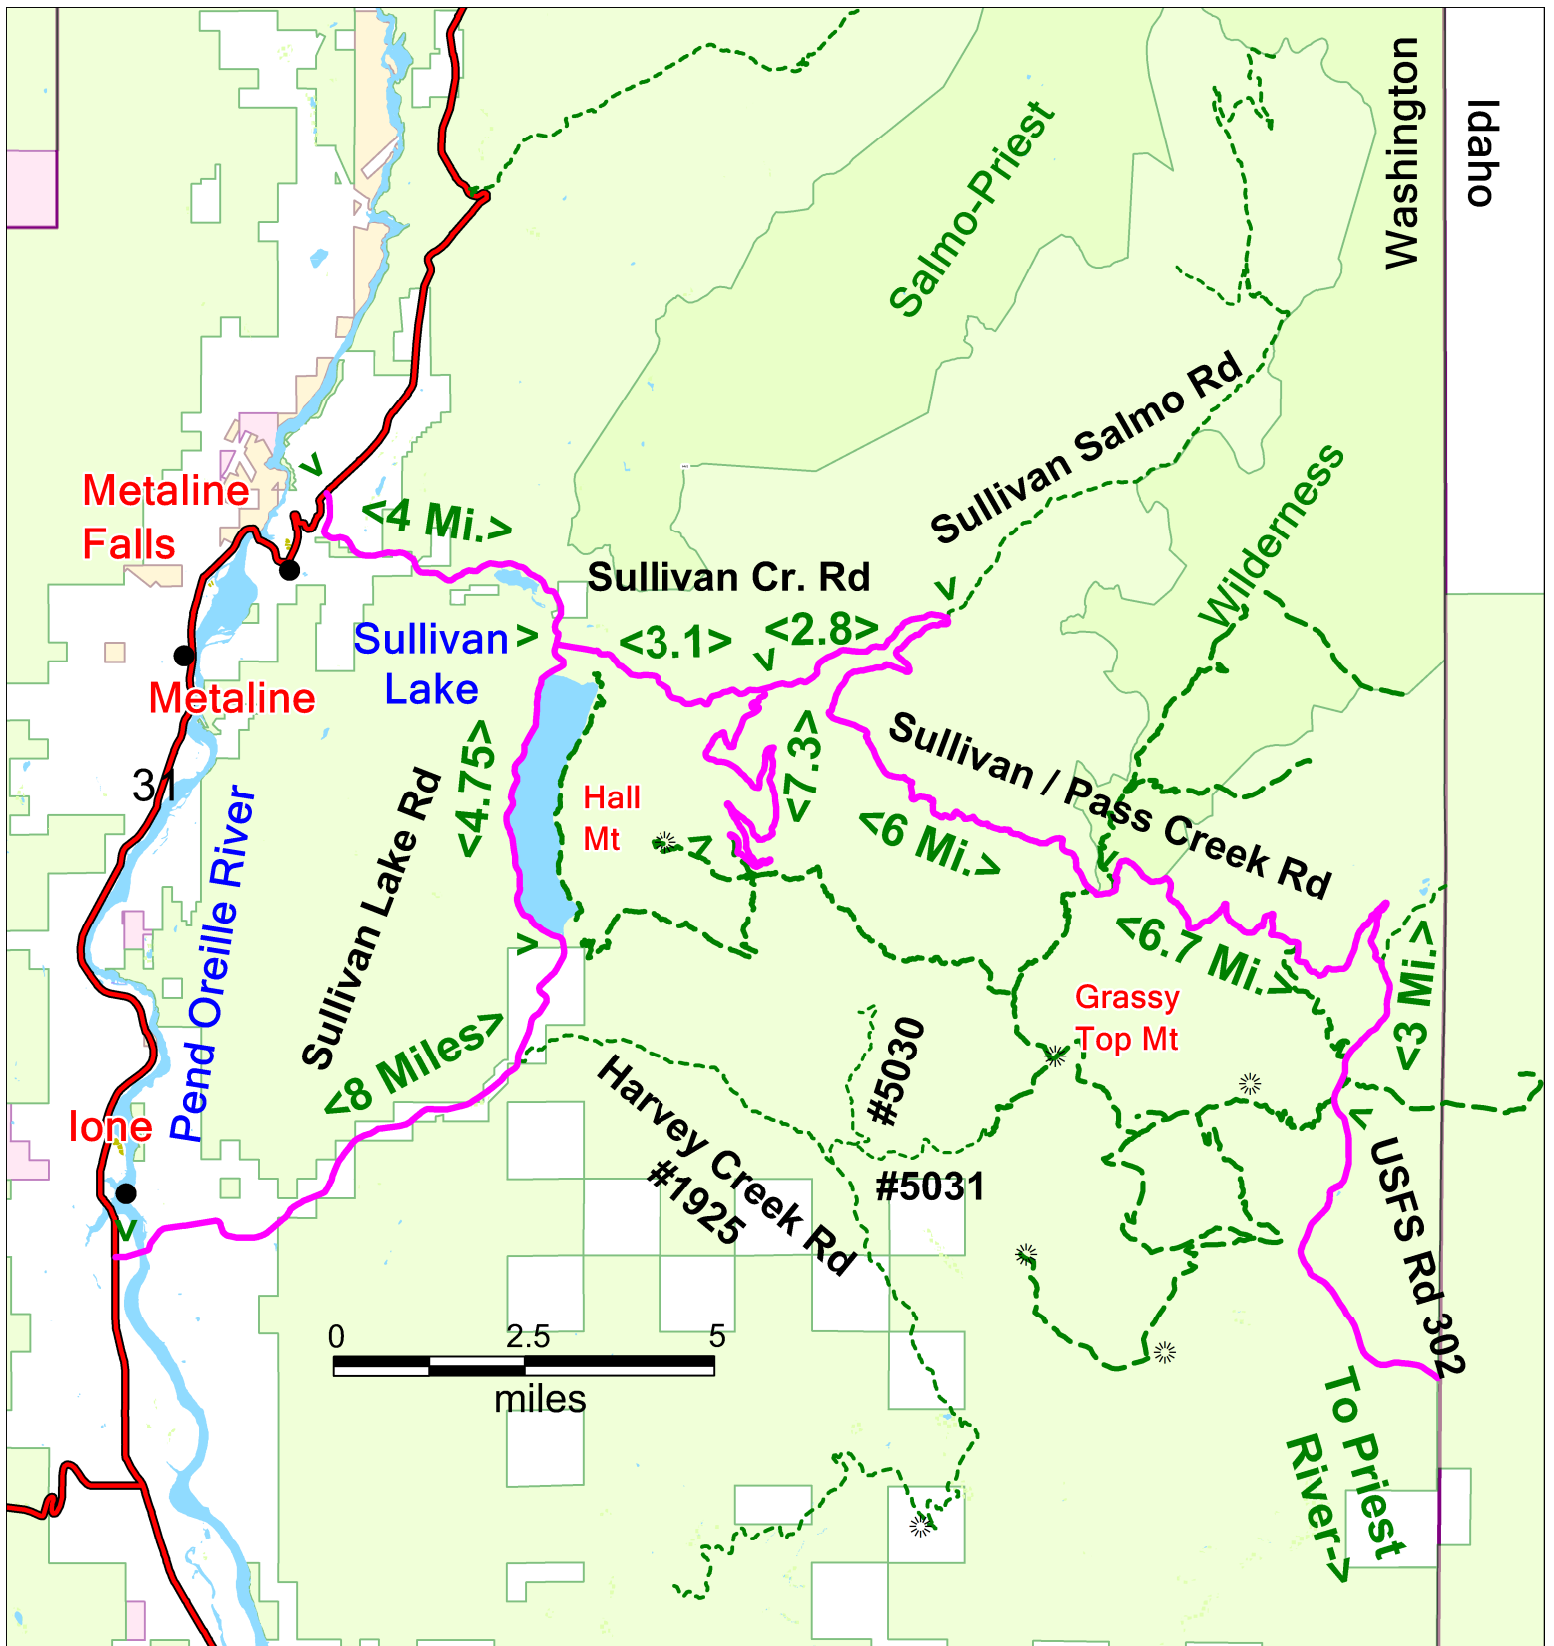 Washington
Idaho
Salmo-Priest
Sullivan Salmo Rd
Wilderness
Metaline
Falls
<4 Mi.>
Sullivan Cr. Rd
Sullivan
Lake
<3.1>
<2.8>
Metaline
31
Sullivan Lake Rd
<4.75>
Hall
Mt
<7.3>
Sullivan / Pass Creek Rd
<6 Mi.>
<6.7 Mi.>
<3 Mi.>
Pend Oreille River
Grassy
Top Mt
<8 Miles>
Ione
Harvey Creek Rd
#1925
#5030
#5031
USFS Rd 302
0 2.5 5
miles
To Priest
River->